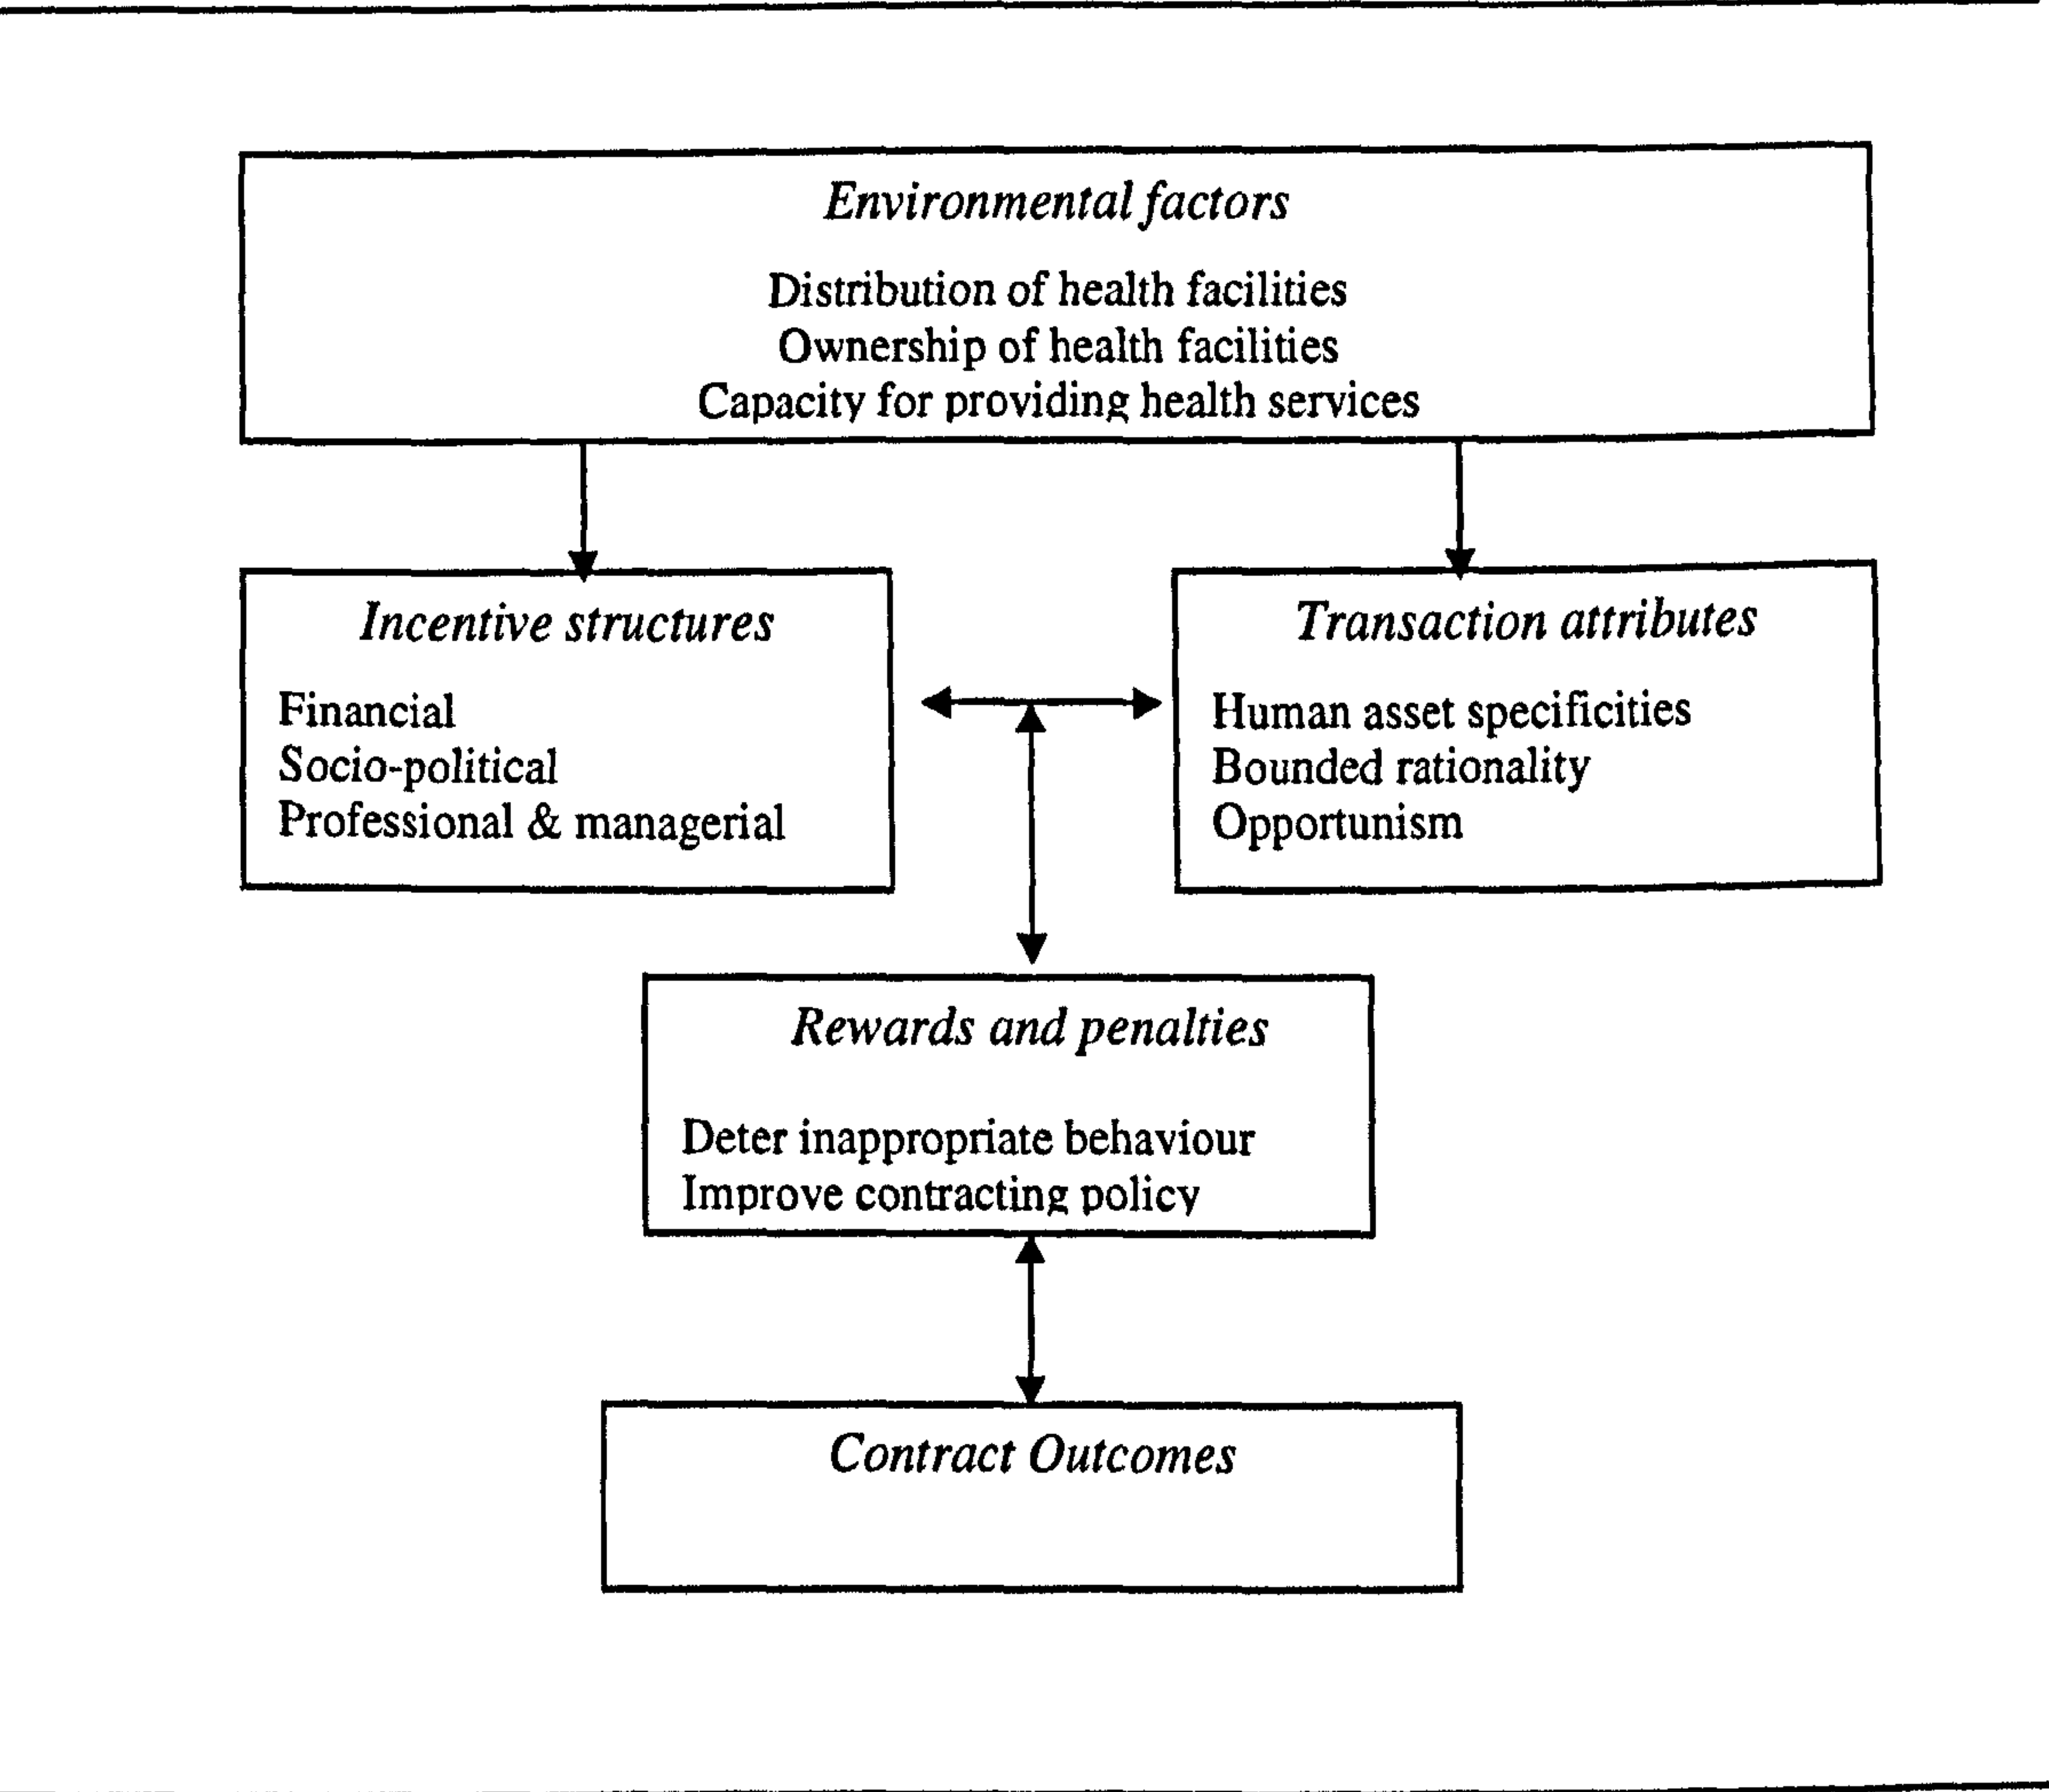 Environmental factors
Distribution of health facilities
Ownership of health facilities
Capacity for providing health services
Incentive structures
Financial
Socio-political
Professional & managerial
Transaction attributes
Human asset specificities
Bounded rationality
Opportunism
Rewards and penalties
Deter inappropriate behaviour
Improve contracting policy
Contract Outcomes